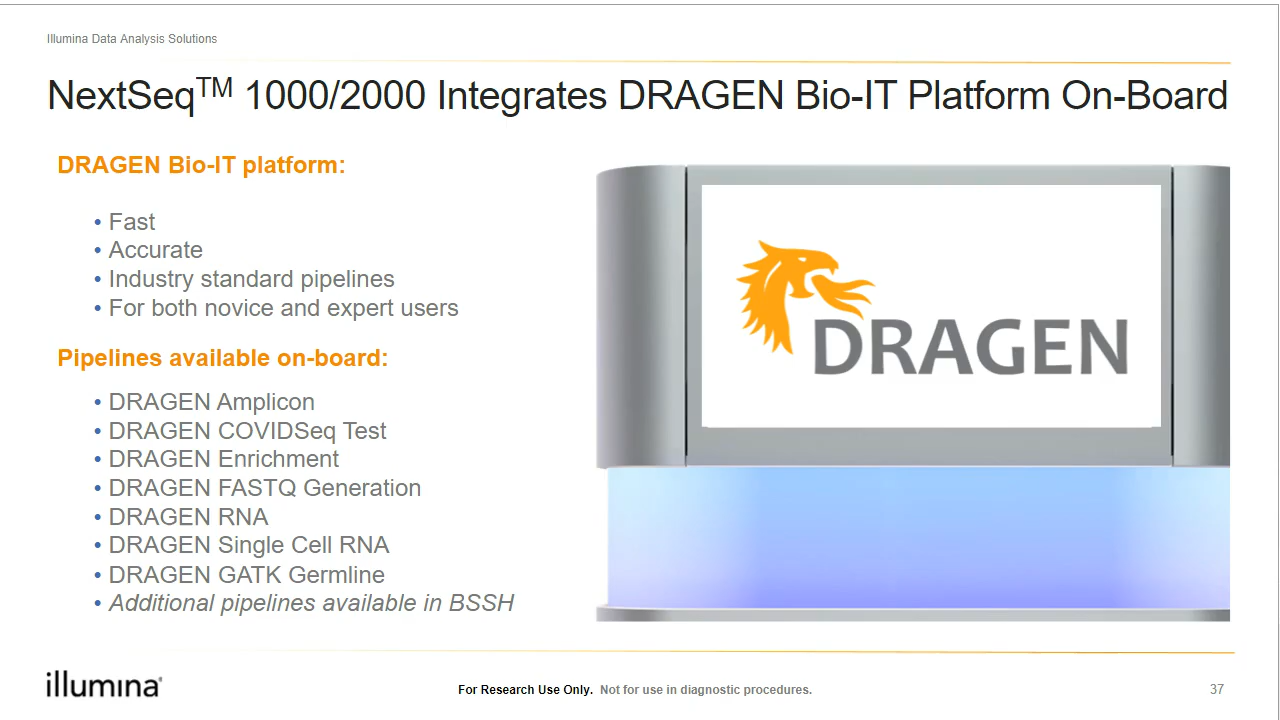 Illumina Data Analysis Solutions
NextSeq™ 1000/2000 Integrates DRAGEN Bio-IT Platform On-Board
DRAGEN Bio-IT platform:
• Fast
• Accurate
• Industry standard pipelines
• For both novice and expert users
Pipelines available on-board:
• DRAGEN Amplicon
• DRAGEN COVIDSeq Test
• DRAGEN Enrichment
• DRAGEN FASTQ Generation
• DRAGEN RNA
• DRAGEN Single Cell RNA
• DRAGEN GATK Germline
• Additional pipelines available in BSSH
DRAGEN
illumina®
For Research Use Only. Not for use in diagnostic procedures.
37